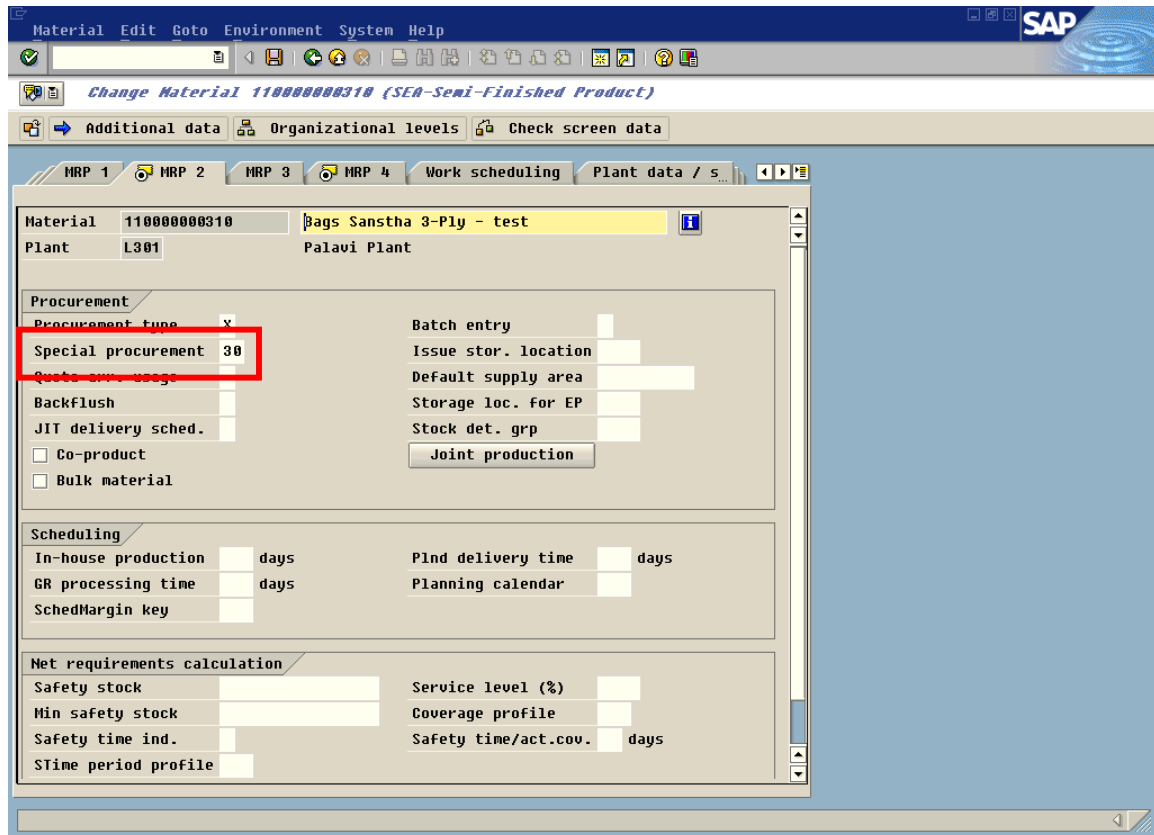 Material Edit Goto Environment System Help
SAP
Change Material 110000000310 (SEA-Semi-Finished Product)
Additional data Organizational levels Check screen data
MRP 1 MRP 2 MRP 3 MRP 4 Work scheduling Plant data / s...
Material 110000000310 Bags Sanstha 3-Ply - test
Plant L301 Palavi Plant
Procurement
Procurement type X Batch entry
Special procurement 30 Issue stor. location
Quota arr. usage Default supply area
Backflush Storage loc. for EP
JIT delivery sched. Stock det. grp
Co-product Joint production
Bulk material
Scheduling
In-house production days Plnd delivery time days
GR processing time days Planning calendar
SchedMargin key
Net requirements calculation
Safety stock Service level (%)
Min safety stock Coverage profile
Safety time ind. Safety time/act.cov. days
STime period profile